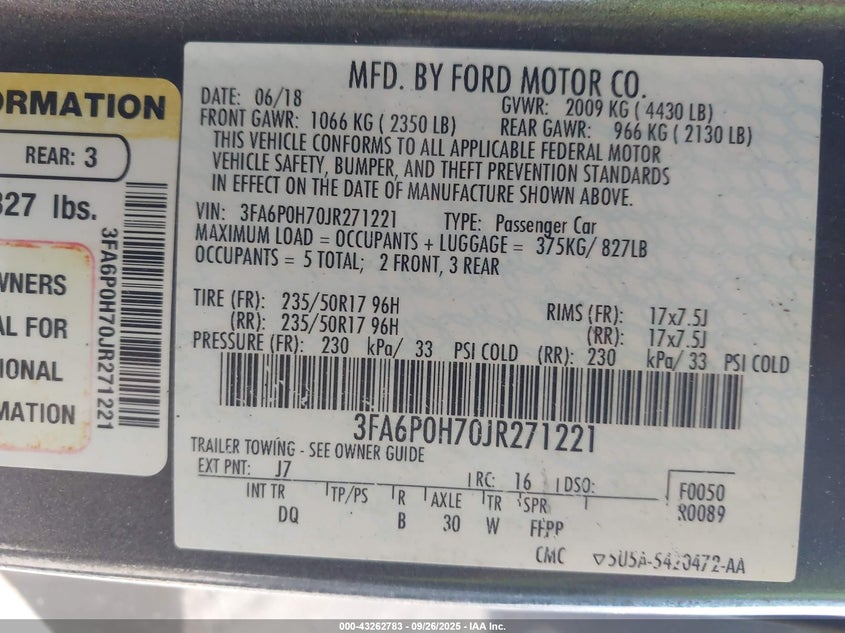 ORMATION
REAR: 3
827 lbs.
WNERS
AL FOR
IONAL
MATION
3FA6P0H70JR271221
MFD. BY FORD MOTOR CO.
DATE: 06/18 GVWR: 2009 KG ( 4430 LB)
FRONT GAWR: 1066 KG ( 2350 LB) REAR GAWR: 966 KG ( 2130 LB)
THIS VEHICLE CONFORMS TO ALL APPLICABLE FEDERAL MOTOR
VEHICLE SAFETY, BUMPER, AND THEFT PREVENTION STANDARDS
IN EFFECT ON THE DATE OF MANUFACTURE SHOWN ABOVE.
VIN: 3FA6P0H70JR271221 TYPE: Passenger Car
MAXIMUM LOAD = OCCUPANTS + LUGGAGE = 375KG/ 827LB
OCCUPANTS = 5 TOTAL; 2 FRONT, 3 REAR
TIRE (FR): 235/50R17 96H RIMS (FR): 17x7.5J
(RR): 235/50R17 96H (RR): 17x7.5J
PRESSURE (FR): 230 kPa/ 33 PSI COLD (RR): 230 kPa/ 33 PSI COLD
3FA6P0H70JR271221
TRAILER TOWING - SEE OWNER GUIDE
EXT PNT: J7 RC: 16 DSO: F0050
INT TR TP/PS R AXLE TR SPR R0089
DQ B 30 W FFPP
CMC 5U5A-5420472-AA
000-43262783 - 09/26/2025 - IAA Inc.